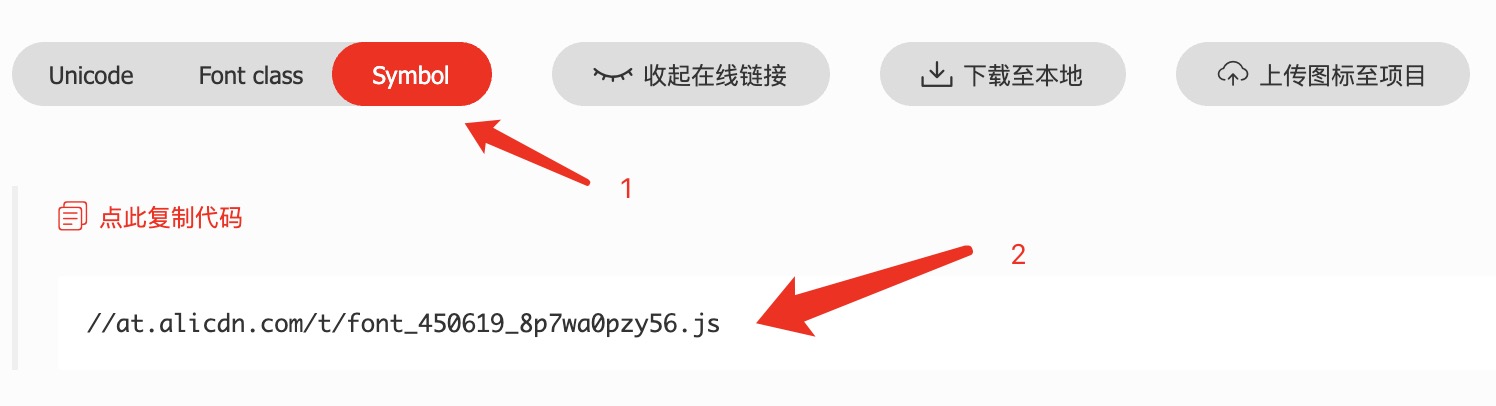 Unicode Font class Symbol 收起在线链接 下载至本地 上传图标至项目
1
点此复制代码
2
//at.alicdn.com/t/font_450619_8p7wa0pzy56.js